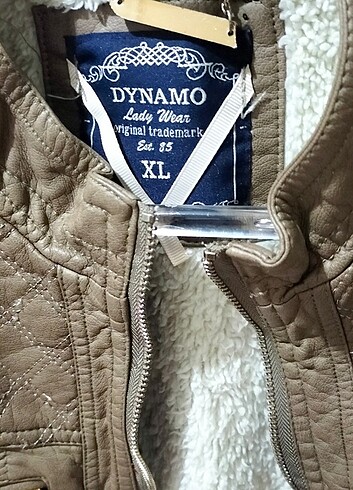 DYNAMO
Lady Wear
original trademark
Est. 85
XL